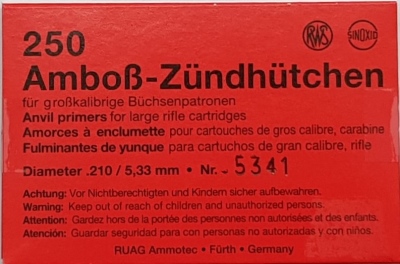 250
RWS
SINOXID
Amboß-Zündhütchen
für großkalibrige Büchsenpatronen
Anvil primers for large rifle cartridges
Amorces à enclumette pour cartouches de gros calibre, carabine
Fulminantes de yunque para cartuchos de gran calibre, rifle
Diameter .210 / 5,33 mm • Nr. 5341
Achtung: Vor Nichtberechtigten und Kindern sicher aufbewahren.
Warning: Keep out of reach of children and unauthorized persons.
Attention: Gardez hors de la portée des personnes non autorisées et des enfants.
Atención: Guardar seguridad para con personas no autorizadas y con niños.
RUAG Ammotec • Fürth • Germany